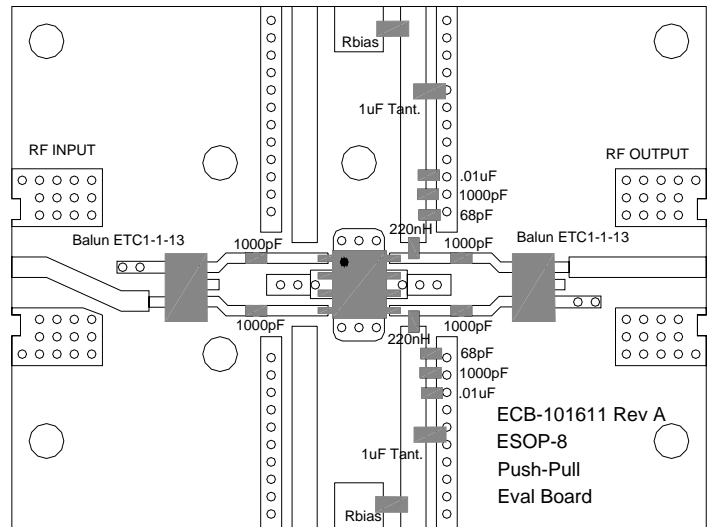 Rbias
1uF Tant.
RF INPUT
RF OUTPUT
.01uF
1000pF
68pF
220nH
Balun ETC1-1-13
1000pF
1000pF
Balun ETC1-1-13
1000pF
1000pF
220nH
68pF
1000pF
.01uF
1uF Tant.
Rbias
ECB-101611 Rev A
ESOP-8
Push-Pull
Eval Board